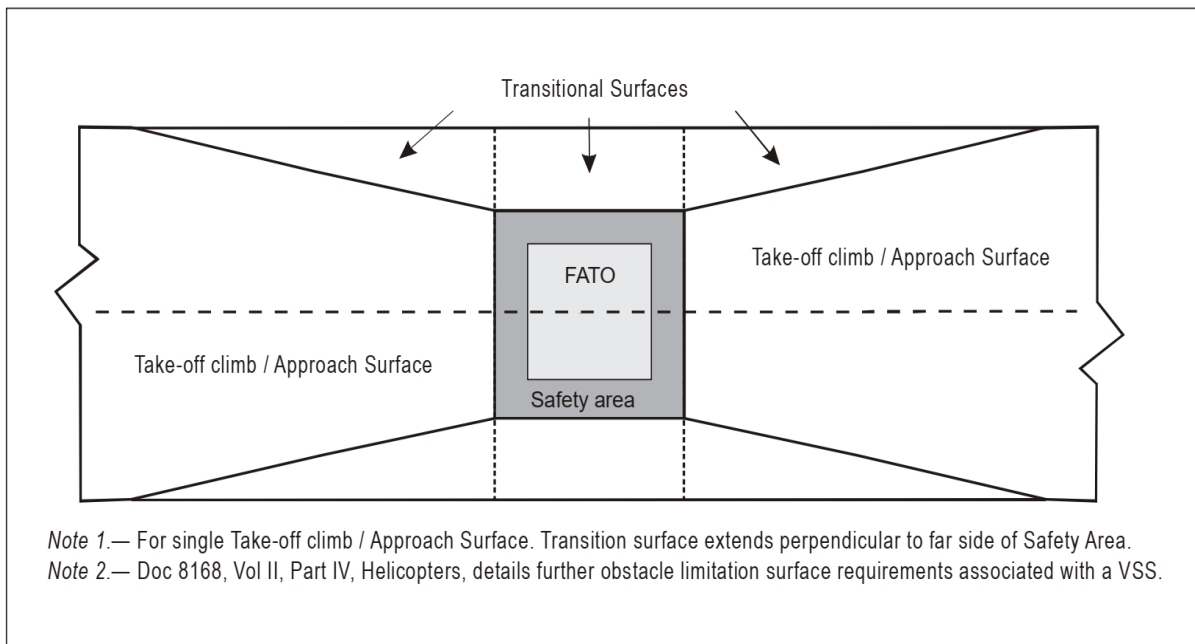 Transitional Surfaces
Take-off climb / Approach Surface
FATO
Take-off climb / Approach Surface
Safety area
Note 1.— For single Take-off climb / Approach Surface. Transition surface extends perpendicular to far side of Safety Area.
Note 2.— Doc 8168, Vol II, Part IV, Helicopters, details further obstacle limitation surface requirements associated with a VSS.